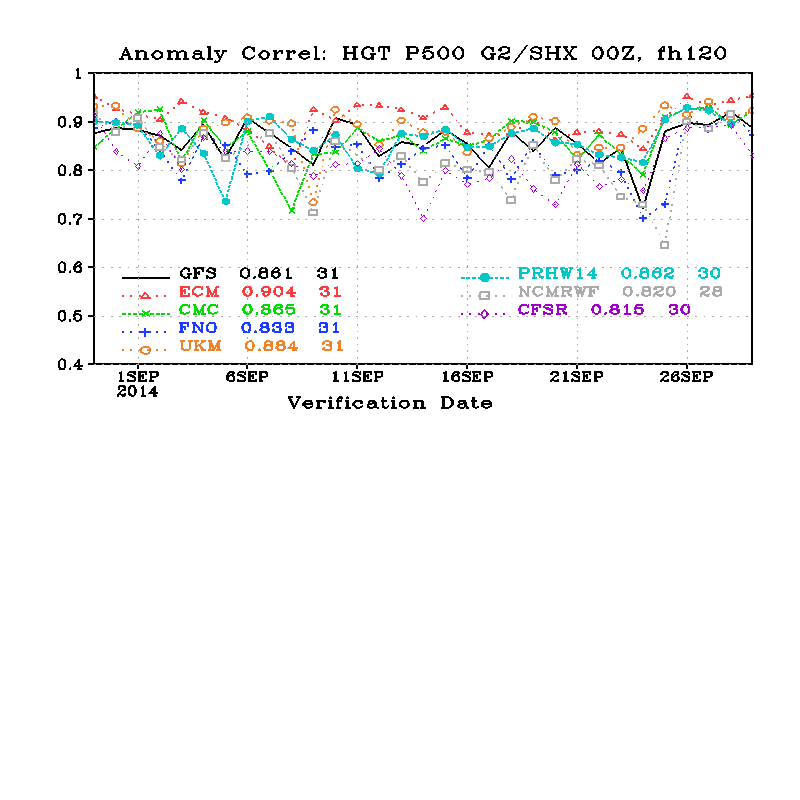 Anomaly Correl: HGT P500 G2/SHX 00Z, fh120
1
0.9
0.8
0.7
0.6
0.5
0.4
GFS 0.861 31
ECM 0.904 31
CMC 0.865 31
FNO 0.833 31
UKM 0.884 31
PRHW14 0.862 30
NCMRWF 0.820 28
CFSR 0.815 30
1SEP 6SEP 11SEP 16SEP 21SEP 26SEP
2014
Verification Date